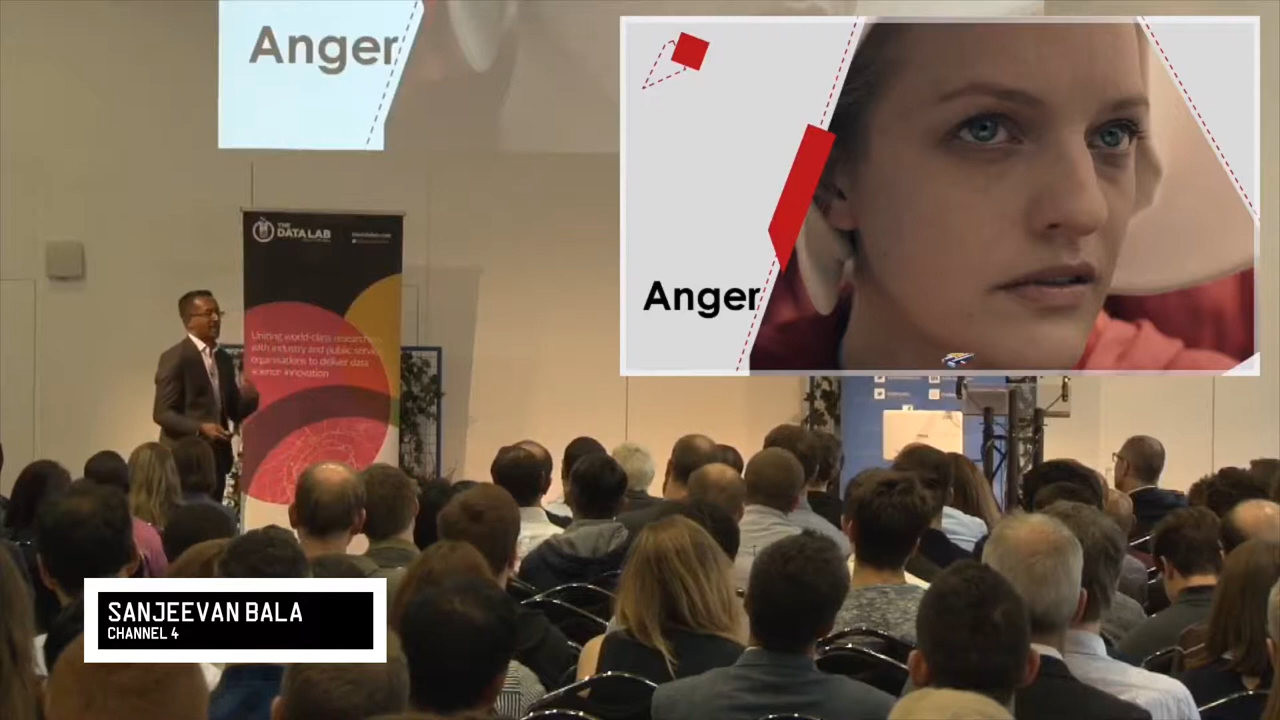 Anger
Anger
THE
DATA LAB
Uniting world-class researchers
with industry and public service
organisations to deliver data
science innovation
SANJEEVAN BALA
CHANNEL 4